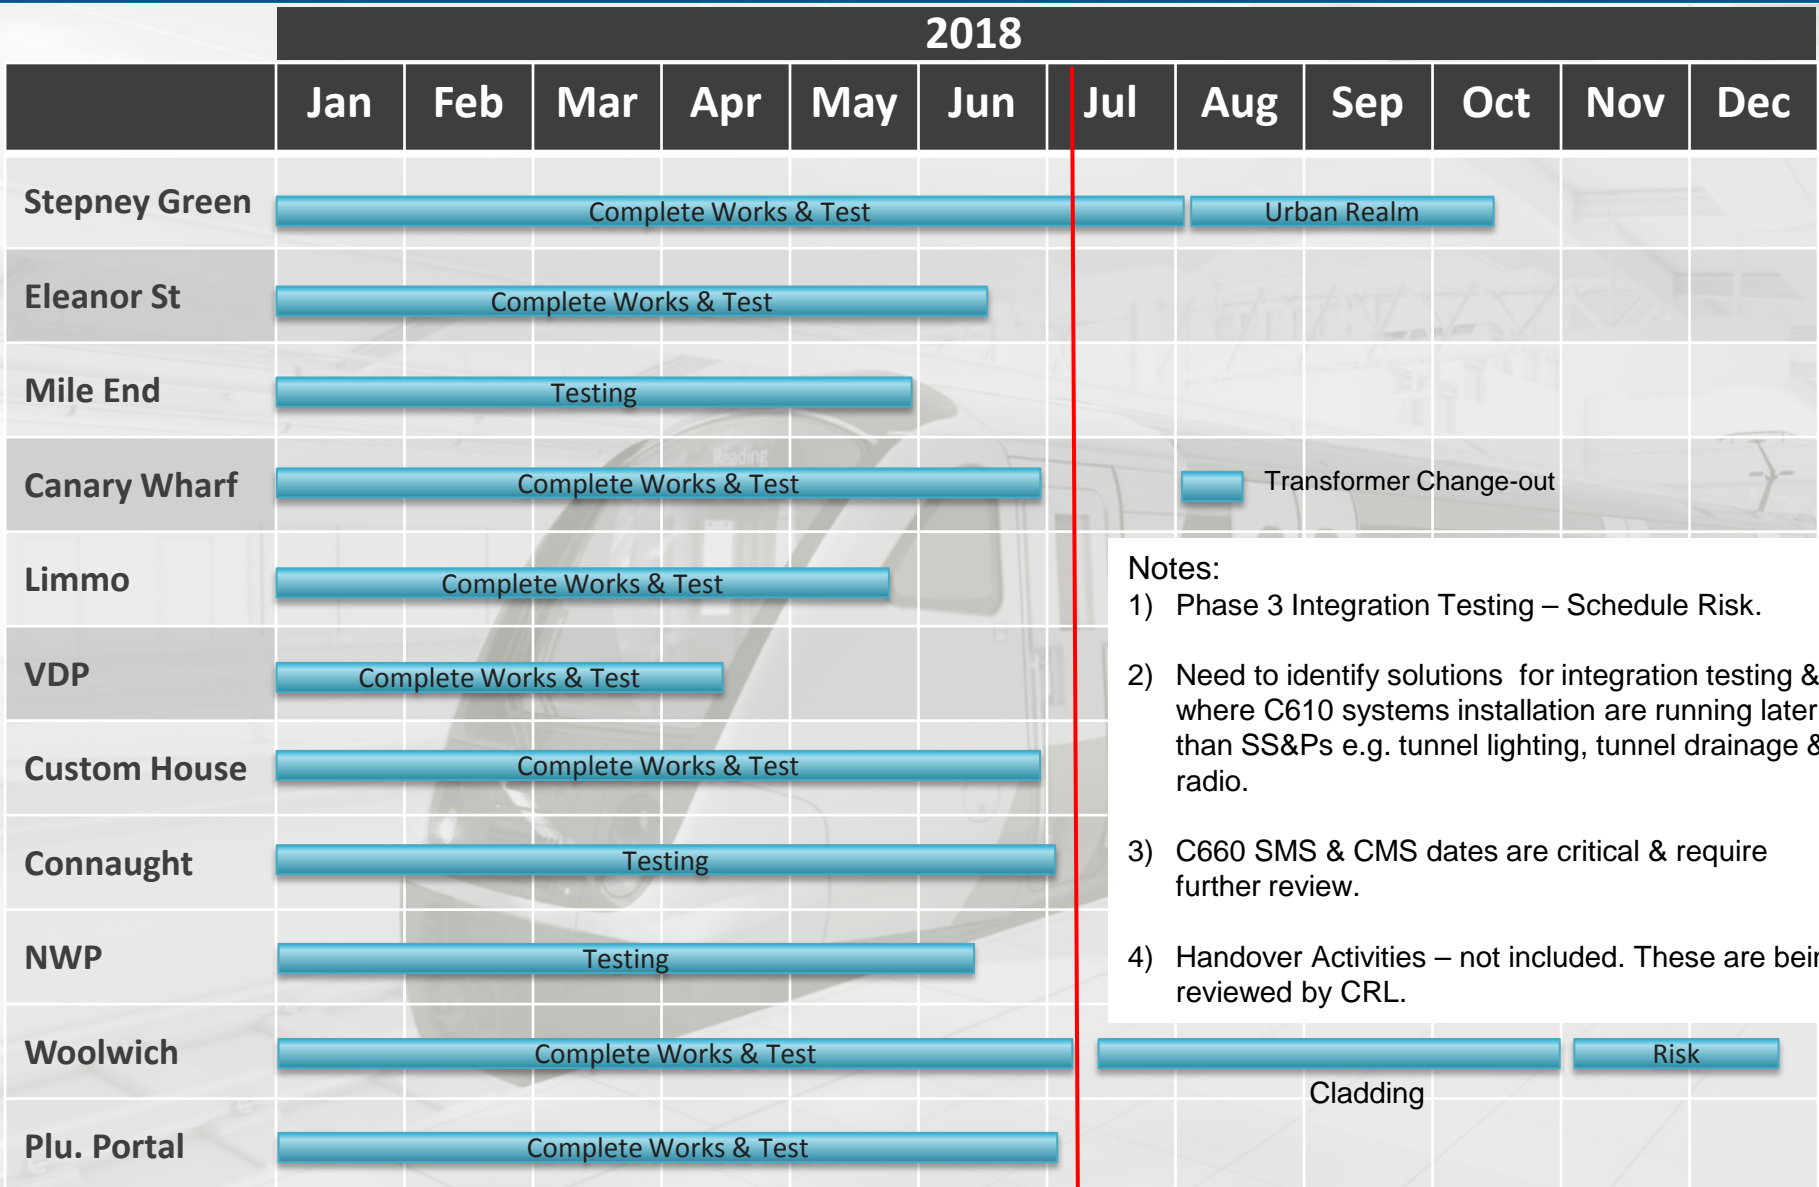 2018
Jan Feb Mar Apr May Jun Jul Aug Sep Oct Nov Dec
Stepney Green Complete Works & Test Urban Realm
Eleanor St Complete Works & Test
Mile End Testing
Reading
Canary Wharf Complete Works & Test Transformer Change-out
Limmo Complete Works & Test
VDP Complete Works & Test
Custom House Complete Works & Test
Connaught Testing
NWP Testing
Notes:
1) Phase 3 Integration Testing – Schedule Risk.
2) Need to identify solutions for integration testing &
where C610 systems installation are running later
than SS&Ps e.g. tunnel lighting, tunnel drainage &
radio.
3) C660 SMS & CMS dates are critical & require
further review.
4) Handover Activities – not included. These are bein
reviewed by CRL.
Woolwich Complete Works & Test Risk
Cladding
Plu. Portal Complete Works & Test